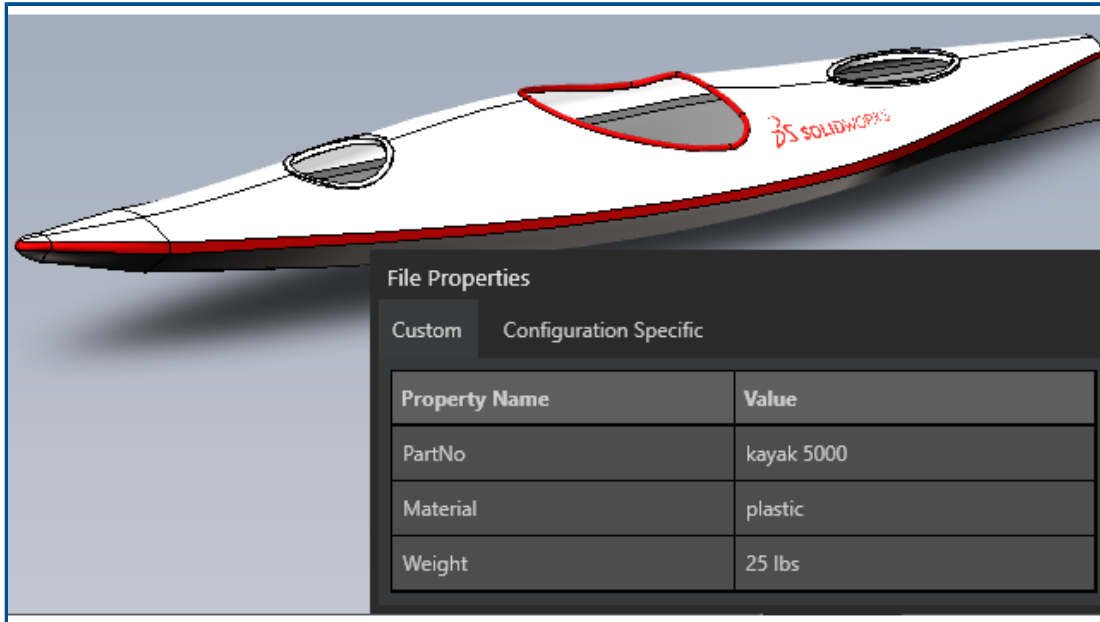 SOLIDWORKS
File Properties
Custom Configuration Specific
Property Name Value
PartNo kayak 5000
Material plastic
Weight 25 lbs